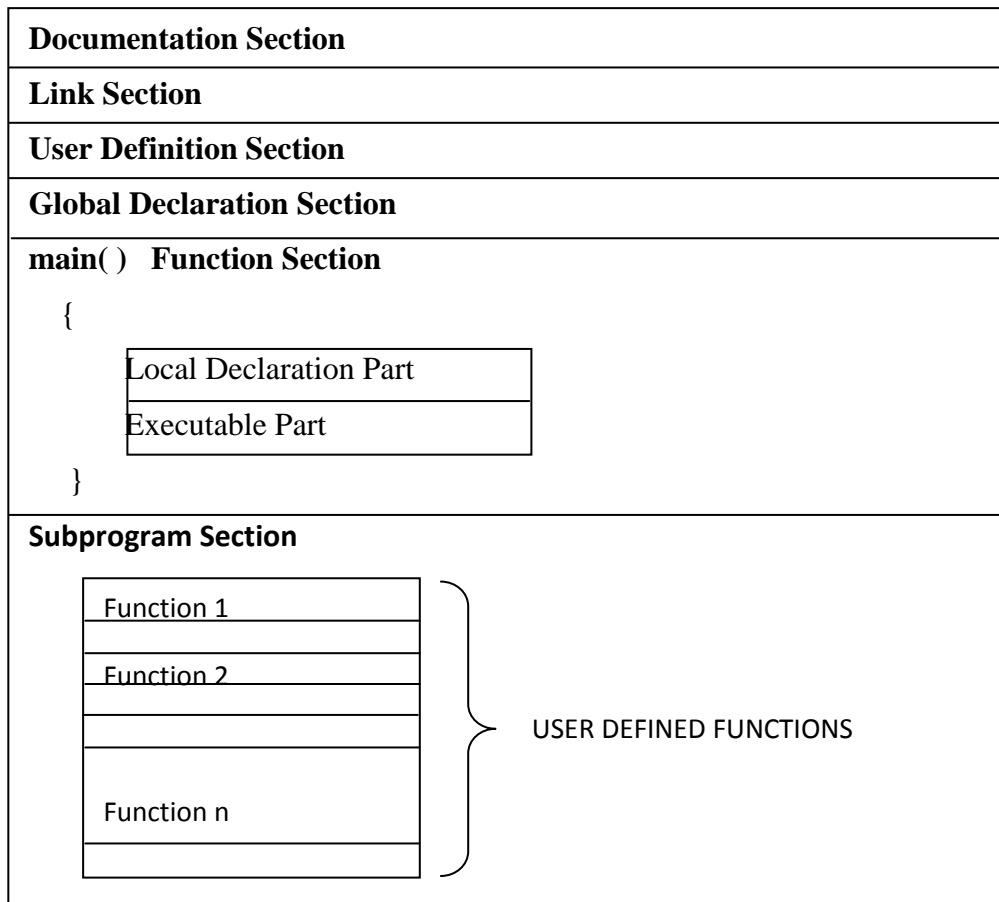 Documentation Section
Link Section
User Definition Section
Global Declaration Section
main( ) Function Section
{
Local Declaration Part
Executable Part
}
Subprogram Section
Function 1
Function 2
USER DEFINED FUNCTIONS
Function n